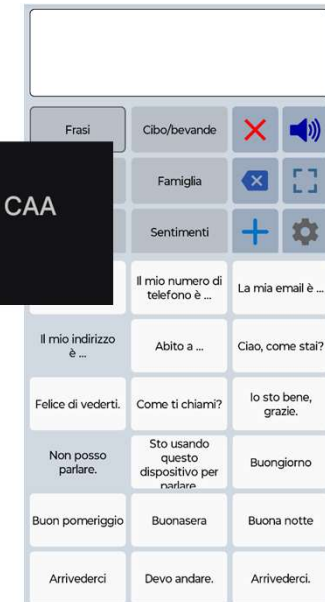 Frasi
Cibo/bevande
CAA
Famiglia
Sentimenti
Il mio numero di
telefono è ...
La mia email è ...
Il mio indirizzo
è ...
Abito a ...
Ciao, come stai?
Felice di vederti.
Come ti chiami?
Io sto bene,
grazie.
Non posso
parlare.
Sto usando
questo
dispositivo per
parlare
Buongiorno
Buon pomeriggio
Buonasera
Buona notte
Arrivederci
Devo andare.
Arrivederci.